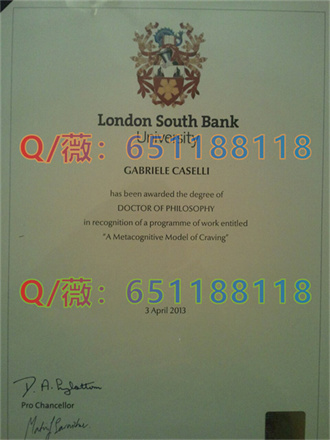 London South Bank
University
Q/薇：651188118
GABRIELE CASELLI
has been awarded the degree of
DOCTOR OF PHILOSOPHY
in recognition of a programme of work entitled
“A Metacognitive Model of Craving”
Q/薇：651188118
3 April 2013
Pro Chancellor